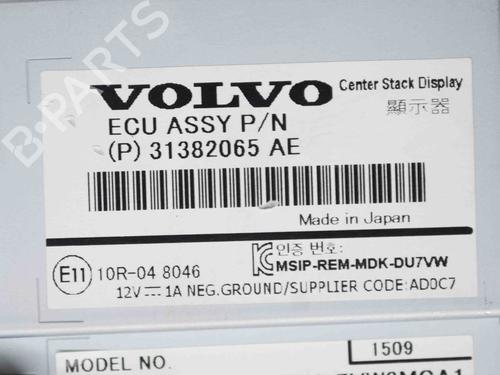 B-PARTS
VOLVO
Center Stack Display
顯示器
ECU ASSY P/N
(P) 31382065 AE
Made in Japan
E11 10R-04 8046
인증 번호:
MSIP-REM-MDK-DU7VW
12V⎓1A NEG.GROUND/SUPPLIER CODE:AD0C7
MODEL NO.
1509